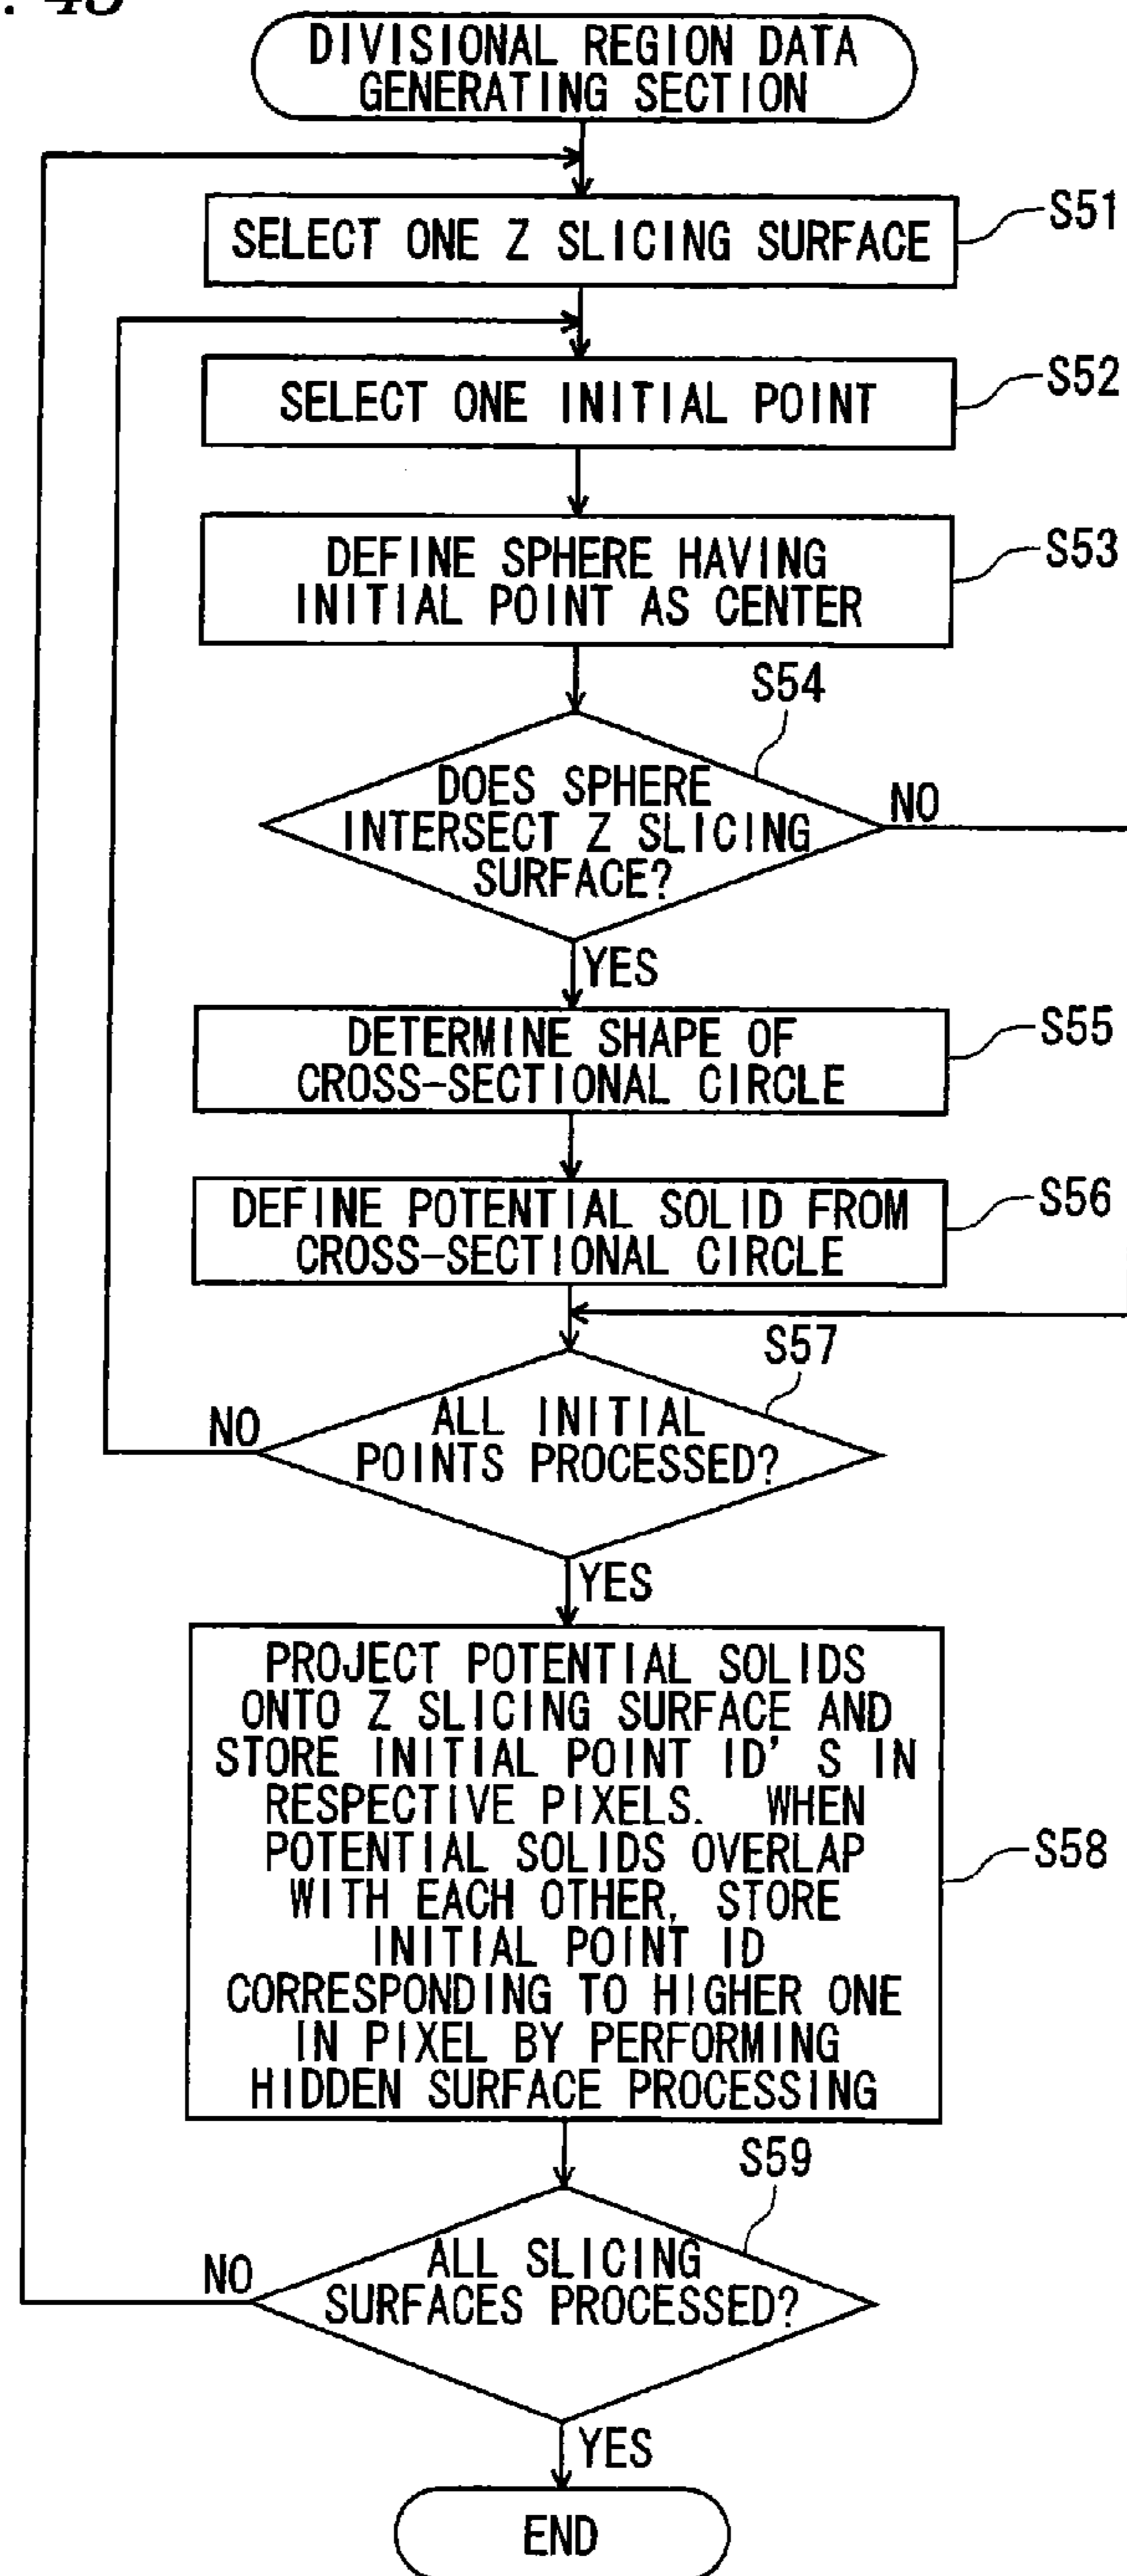 DIVISIONAL REGION DATA
GENERATING SECTION
SELECT ONE Z SLICING SURFACE
S51
SELECT ONE INITIAL POINT
S52
DEFINE SPHERE HAVING
INITIAL POINT AS CENTER
S53
S54
DOES SPHERE
INTERSECT Z SLICING
SURFACE?
NO
YES
DETERMINE SHAPE OF
CROSS-SECTIONAL CIRCLE
S55
DEFINE POTENTIAL SOLID FROM
CROSS-SECTIONAL CIRCLE
S56
S57
ALL INITIAL
POINTS PROCESSED?
NO
YES
PROJECT POTENTIAL SOLIDS
ONTO Z SLICING SURFACE AND
STORE INITIAL POINT ID'S IN
RESPECTIVE PIXELS. WHEN
POTENTIAL SOLIDS OVERLAP
WITH EACH OTHER, STORE
INITIAL POINT ID
CORRESPONDING TO HIGHER ONE
IN PIXEL BY PERFORMING
HIDDEN SURFACE PROCESSING
S58
S59
ALL SLICING
SURFACES PROCESSED?
NO
YES
END